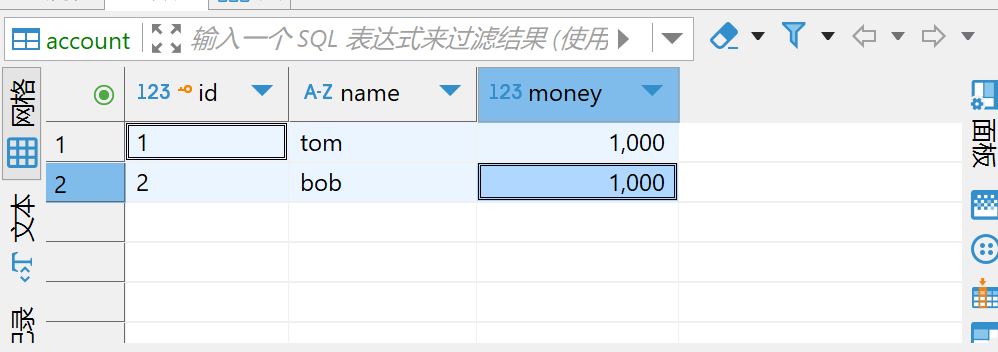 account 输入一个 SQL 表达式来过滤结果 (使用
网格
123 id A-Z name 123 money
1 1 tom 1,000
2 2 bob 1,000
文本
T
面板